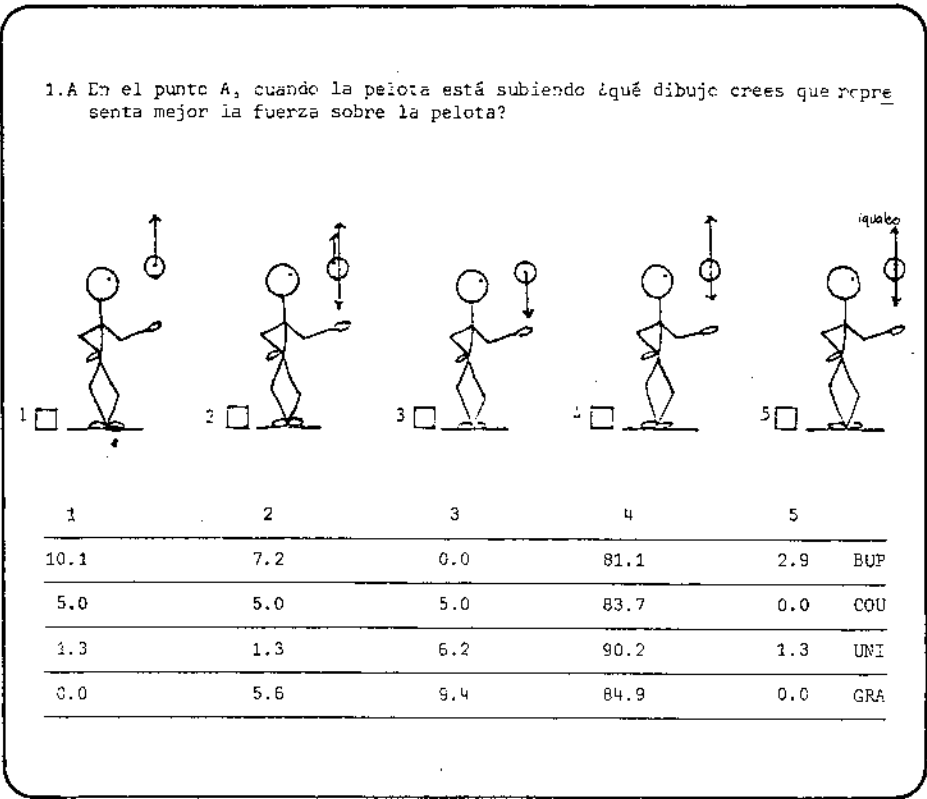 1.A En el punto A, cuando la pelota está subiendo ¿qué dibujo crees que repre
senta mejor la fuerza sobre la pelota?
iguales
1 2 3 4 5
1 2 3 4 5
10.1 7.2 0.0 81.1 2.9 BUP
5.0 5.0 5.0 83.7 0.0 COU
1.3 1.3 6.2 90.2 1.3 UNI
0.0 5.6 9.4 84.9 0.0 GRA